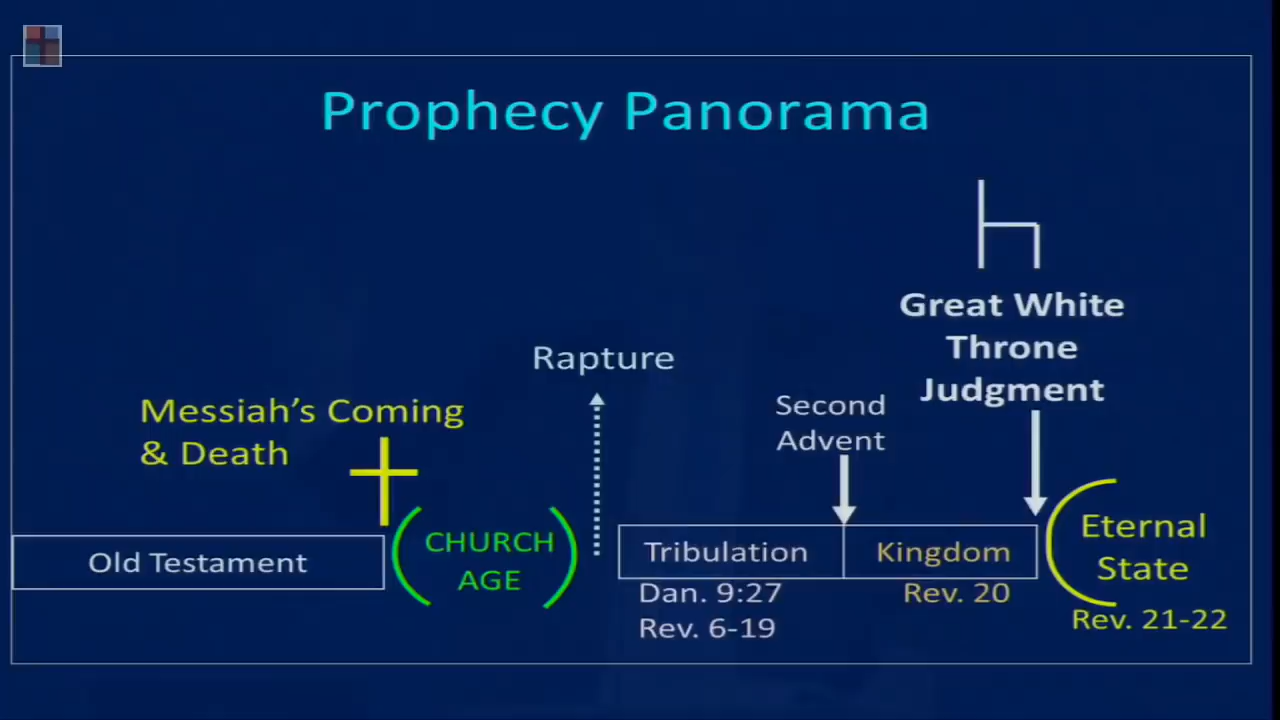 Prophecy Panorama
Great White
Throne
Judgment
Rapture
Second
Advent
Messiah’s Coming
& Death
Old Testament
CHURCH
AGE
Tribulation
Dan. 9:27
Rev. 6-19
Kingdom
Rev. 20
Eternal
State
Rev. 21-22